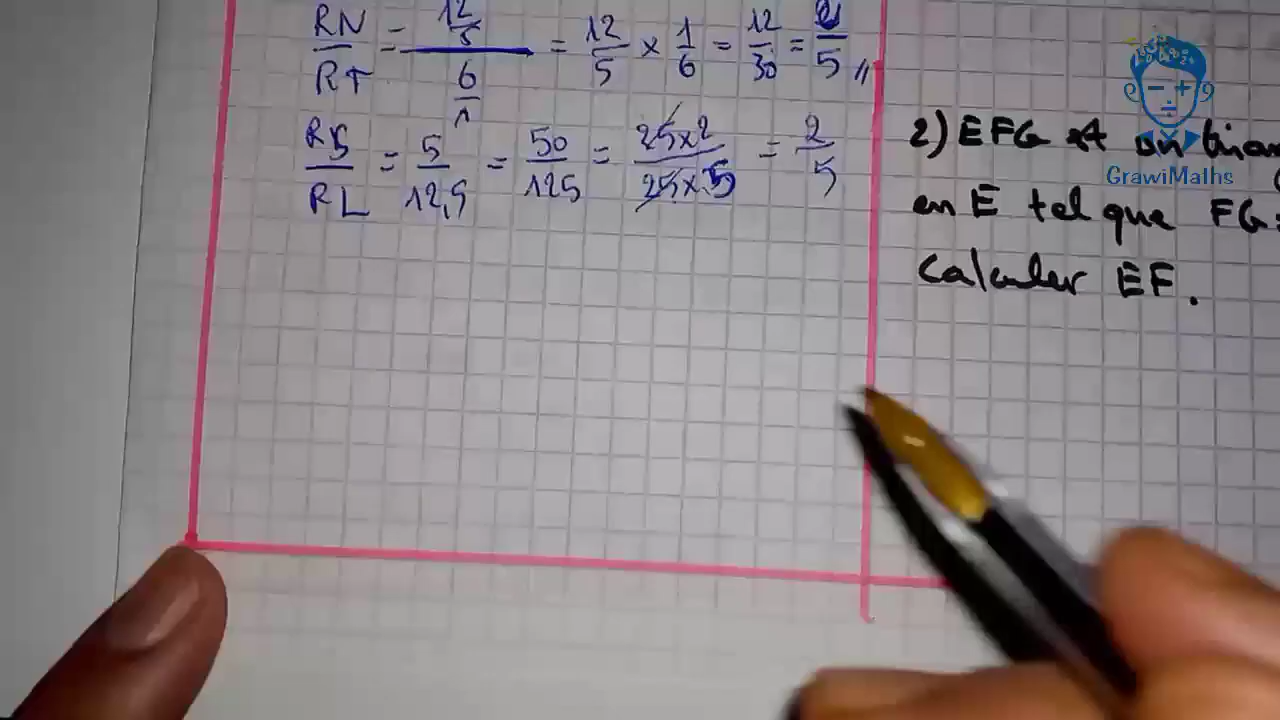 RN/RT = (12/5)/(6/1) = 12/5 × 1/6 = 12/30 = 2/5 //
RS/RL = 5/12,5 = 50/125 = 25×2/25×5 = 2/5
2) EFG est un
en E tel que FG
Calculer EF.
GrawiMaths